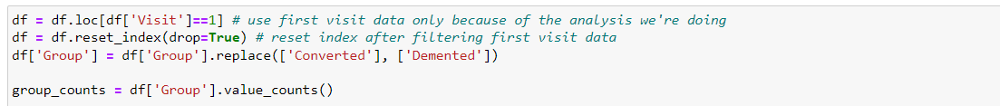 df = df.loc[df['Visit']==1] # use first visit data only because of the analysis we're doing
df = df.reset_index(drop=True) # reset index after filtering first visit data
df['Group'] = df['Group'].replace(['Converted'], ['Demented'])
group_counts = df['Group'].value_counts()